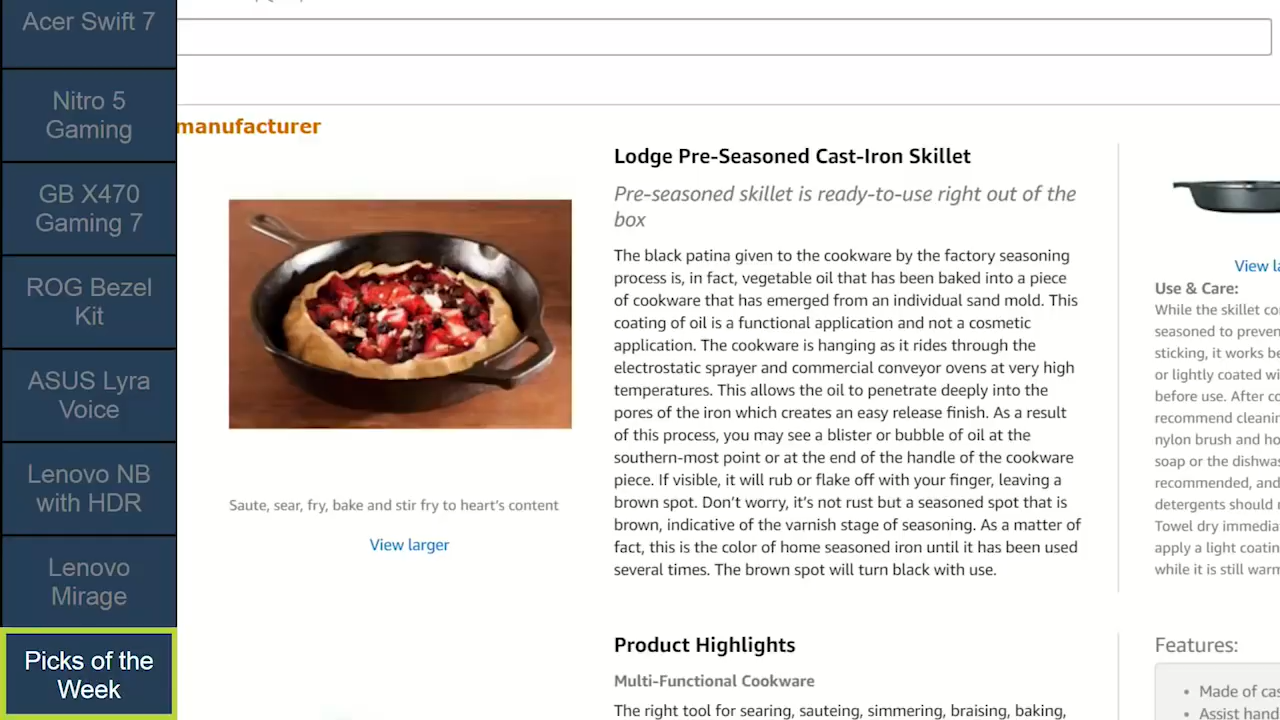 Acer Swift 7
Nitro 5
Gaming
GB X470
Gaming 7
ROG Bezel
Kit
ASUS Lyra
Voice
Lenovo NB
with HDR
Lenovo
Mirage
Picks of the
Week
manufacturer
Saute, sear, fry, bake and stir fry to heart's content
View larger
Lodge Pre-Seasoned Cast-Iron Skillet
Pre-seasoned skillet is ready-to-use right out of the
box
The black patina given to the cookware by the factory seasoning
process is, in fact, vegetable oil that has been baked into a piece
of cookware that has emerged from an individual sand mold. This
coating of oil is a functional application and not a cosmetic
application. The cookware is hanging as it rides through the
electrostatic sprayer and commercial conveyor ovens at very high
temperatures. This allows the oil to penetrate deeply into the
pores of the iron which creates an easy release finish. As a result
of this process, you may see a blister or bubble of oil at the
southern-most point or at the end of the handle of the cookware
piece. If visible, it will rub or flake off with your finger, leaving a
brown spot. Don't worry, it's not rust but a seasoned spot that is
brown, indicative of the varnish stage of seasoning. As a matter of
fact, this is the color of home seasoned iron until it has been used
several times. The brown spot will turn black with use.
Product Highlights
Multi-Functional Cookware
The right tool for searing, sauteing, simmering, braising, baking,
View la
Use & Care:
While the skillet co
seasoned to preven
sticking, it works be
or lightly coated wi
before use. After co
recommend cleanin
nylon brush and ho
soap or the dishwas
recommended, and
detergents should n
Towel dry immedia
apply a light coatin
while it is still warm
Features:
• Made of cas
• Assist hand